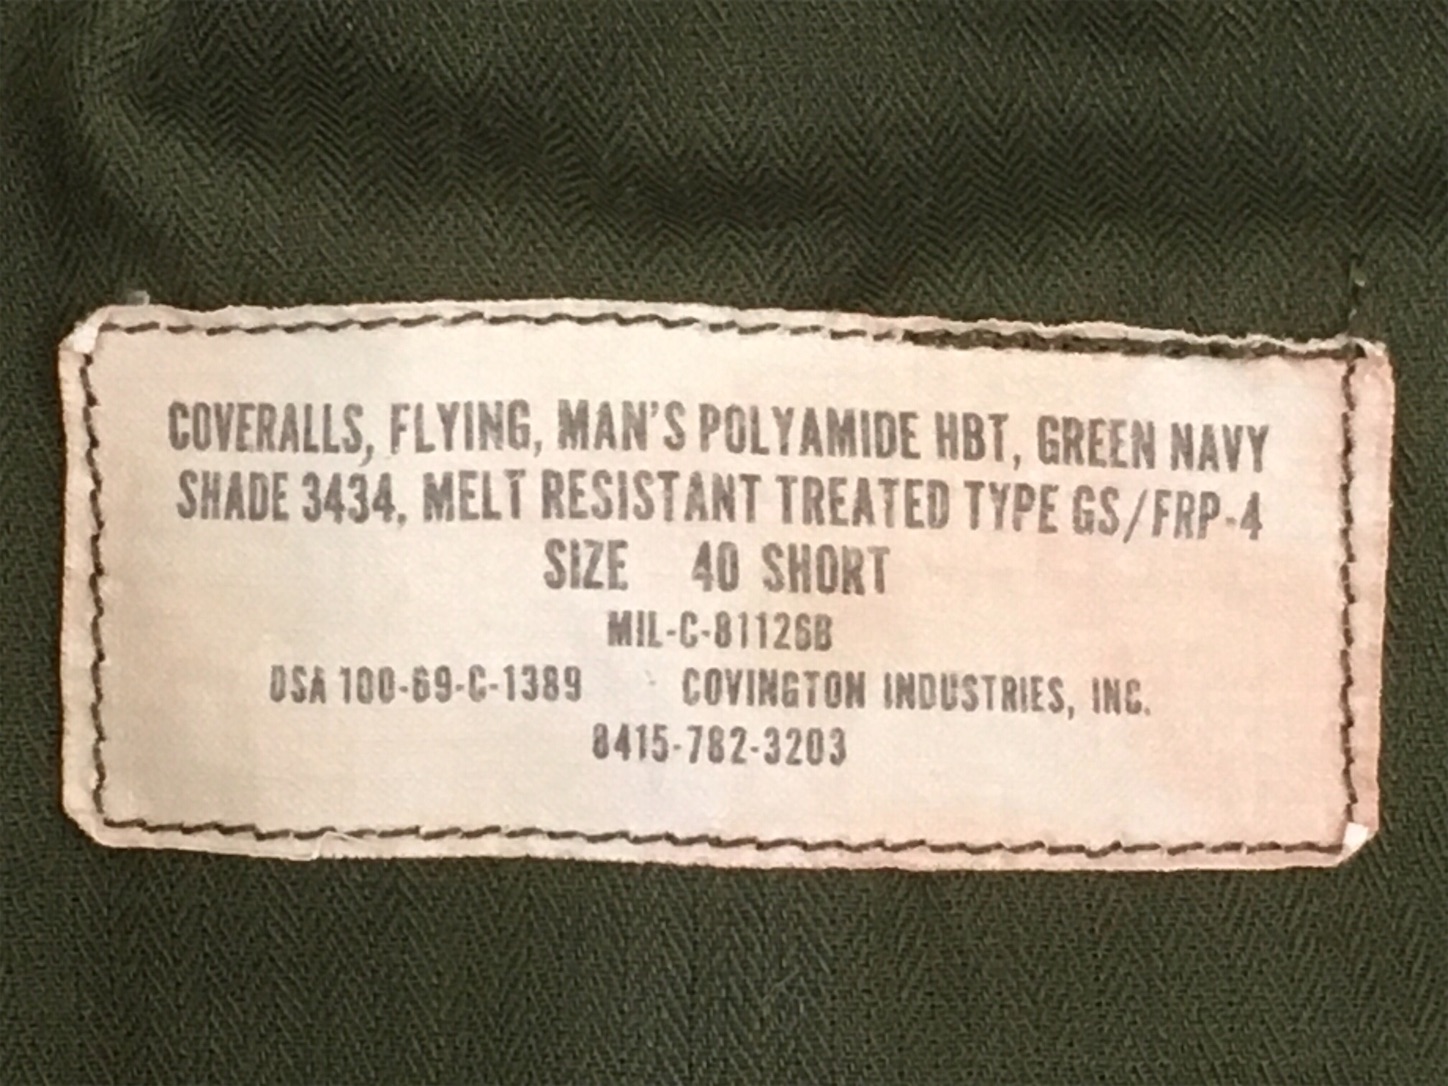 COVERALLS, FLYING, MAN'S POLYAMIDE HBT, GREEN NAVY
SHADE 3434, MELT RESISTANT TREATED TYPE GS/FRP-4
SIZE 40 SHORT
MIL-C-81126B
DSA 100-69-C-1389 COVINGTON INDUSTRIES, INC.
8415-782-3203